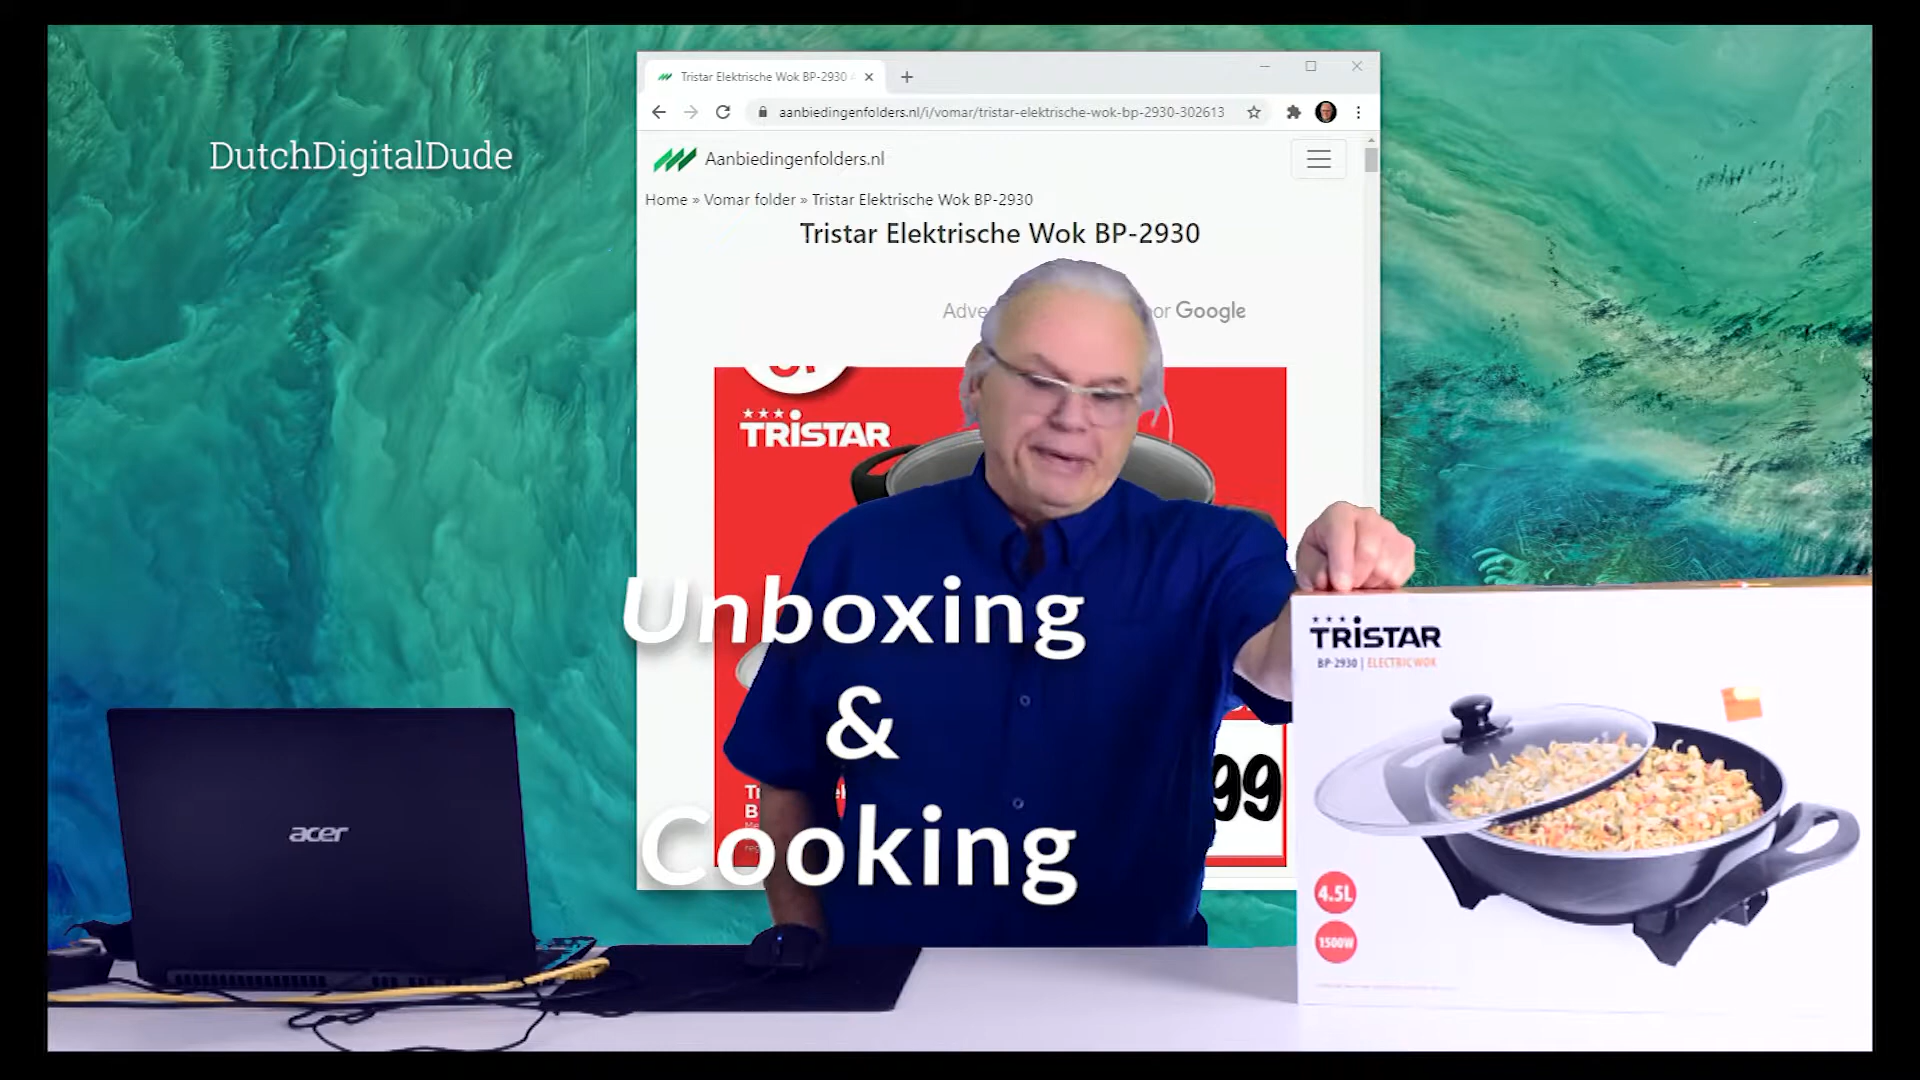 Tristar Elektrische Wok BP-2930
aanbiedingenfolders.nl/i/vomar/tristar-elektrische-wok-bp-2930-302613
DutchDigitalDude
Aanbiedingenfolders.nl
Home » Vomar folder » Tristar Elektrische Wok BP-2930
Tristar Elektrische Wok BP-2930
Google
TRISTAR
Unboxing
&
Cooking
99
TRISTAR
BP-2930 | ELECTRIC WOK
4.5L
1500W
acer